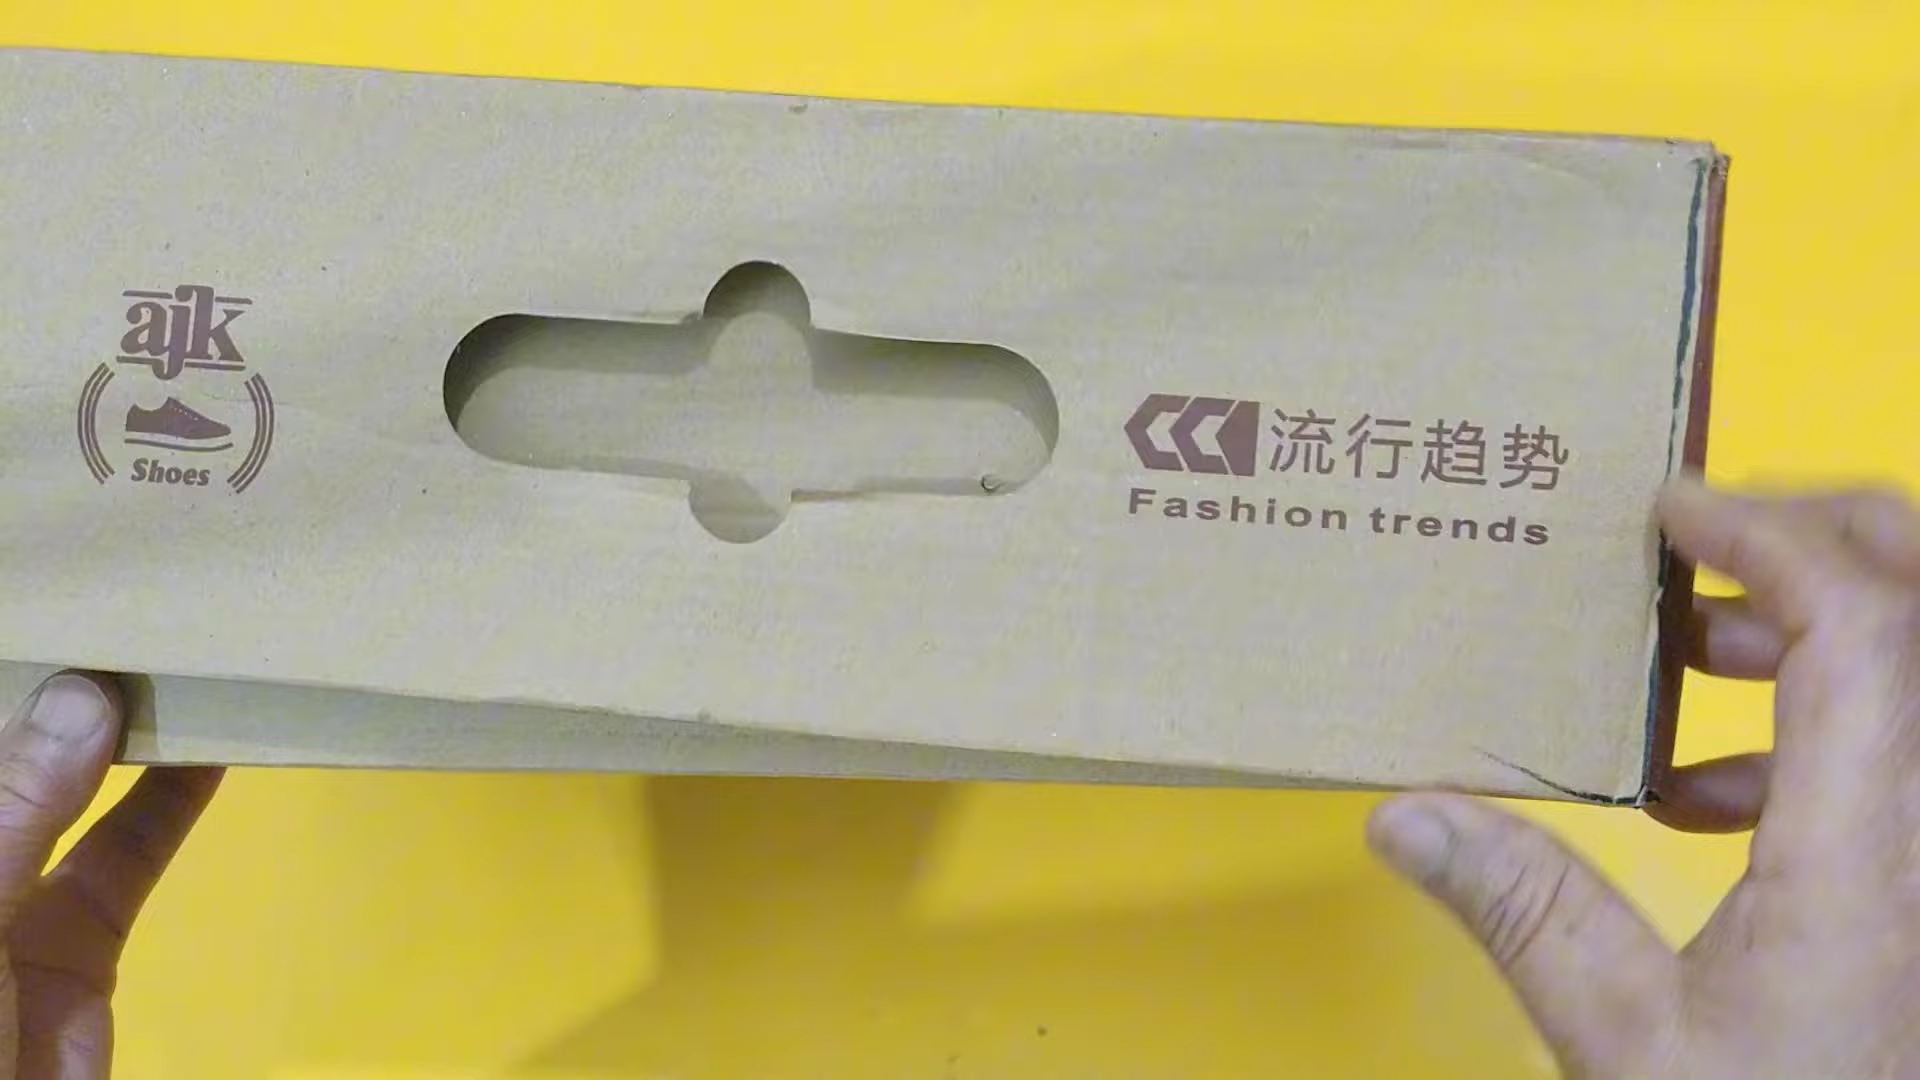 ajk
Shoes
流行趋势
Fashion trends